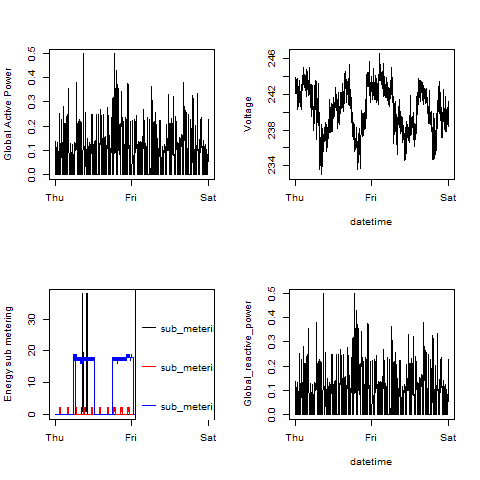 Global Active Power
0.0 0.1 0.2 0.3 0.4 0.5
Thu Fri Sat
Voltage
234 238 242 246
Thu Fri Sat
datetime
Energy sub metering
0 10 20 30
Thu Fri Sat
sub_meteri
sub_meteri
sub_meteri
Global_reactive_power
0.0 0.1 0.2 0.3 0.4 0.5
Thu Fri Sat
datetime